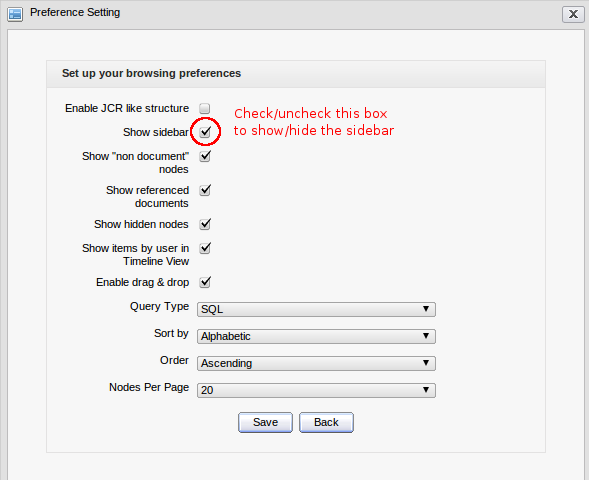 Preference Setting
X
Set up your browsing preferences
Enable JCR like structure
Check/uncheck this box
to show/hide the sidebar
Show sidebar
Show "non document"
nodes
Show referenced
documents
Show hidden nodes
Show items by user in
Timeline View
Enable drag & drop
Query Type SQL
Sort by Alphabetic
Order Ascending
Nodes Per Page 20
Save Back